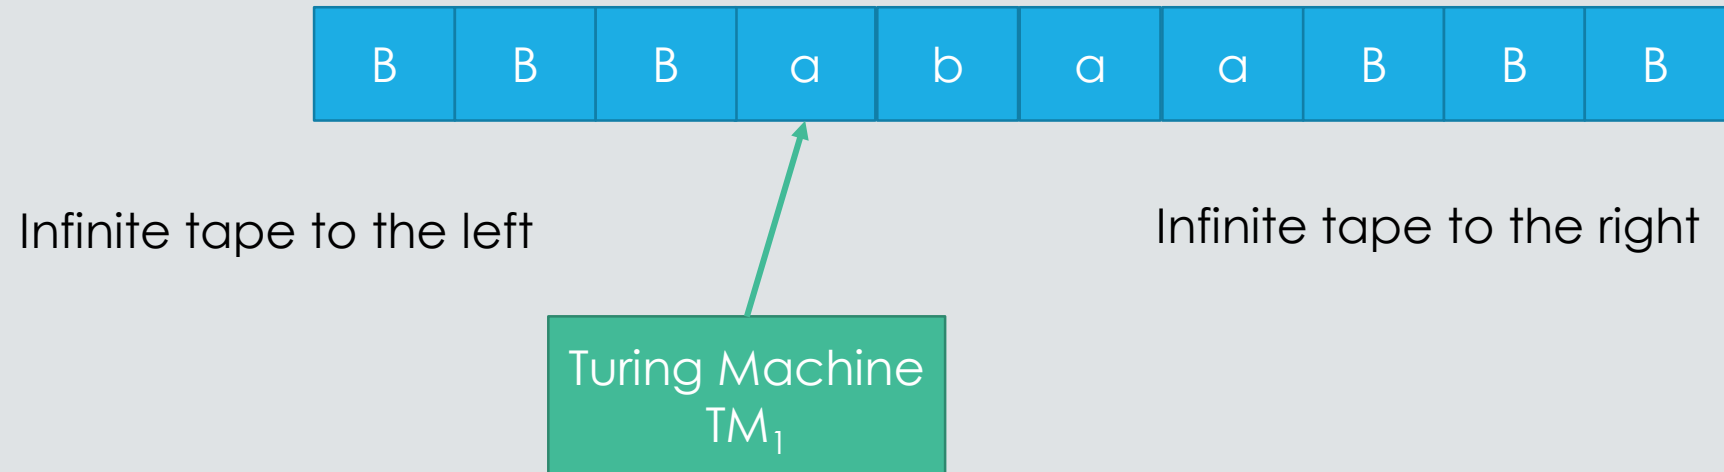 B B B a b a a B B B
Infinite tape to the left
Infinite tape to the right
Turing Machine
TM₁